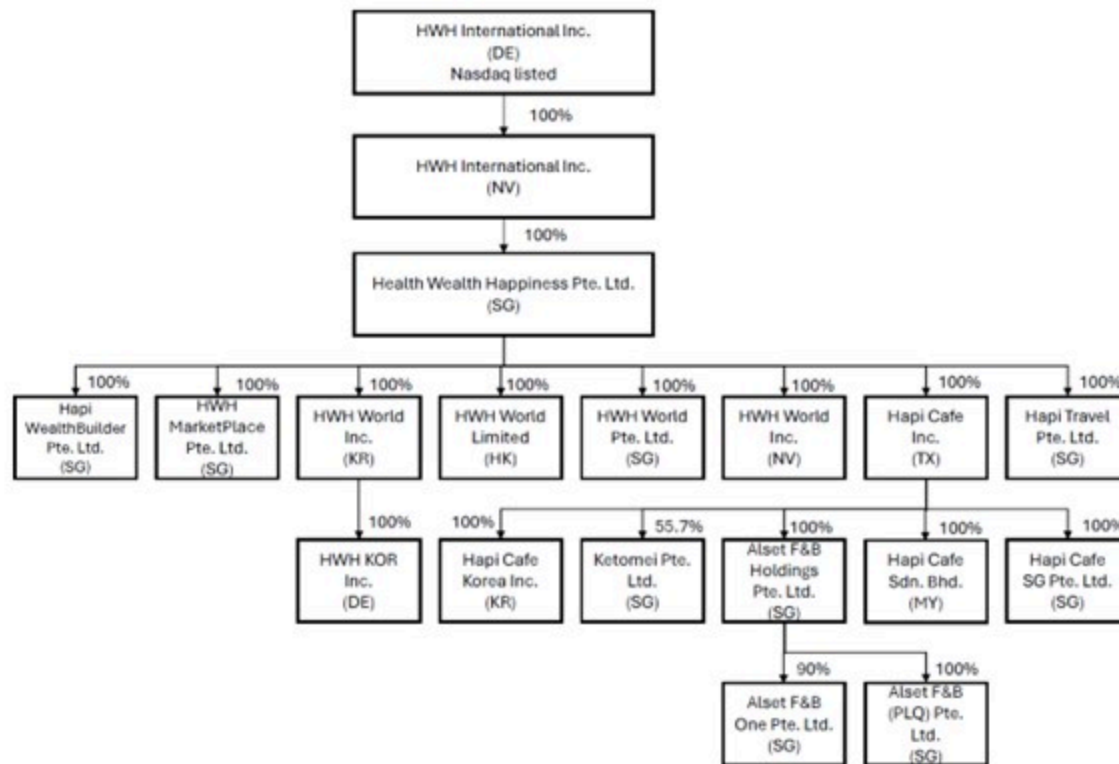 HWH International Inc.
(DE)
Nasdaq listed
100%
HWH International Inc.
(NV)
100%
Health Wealth Happiness Pte. Ltd.
(SG)
100%
100%
100%
100%
100%
100%
100%
100%
Hapi
WealthBuilder
Pte. Ltd.
(SG)
HWH
MarketPlace
Pte. Ltd.
(SG)
HWH World
Inc.
(KR)
HWH World
Limited
(HK)
HWH World
Pte. Ltd.
(SG)
HWH World
Inc.
(NV)
Hapi Cafe
Inc.
(TX)
Hapi Travel
Pte. Ltd.
(SG)
100%
100%
55.7%
100%
100%
100%
HWH KOR
Inc.
(DE)
Hapi Cafe
Korea Inc.
(KR)
Ketomei Pte.
Ltd.
(SG)
Alset F&B
Holdings
Pte. Ltd.
(SG)
Hapi Cafe
Sdn. Bhd.
(MY)
Hapi Cafe
SG Pte. Ltd.
(SG)
90%
100%
Alset F&B
One Pte. Ltd.
(SG)
Alset F&B
(PLQ) Pte.
Ltd.
(SG)